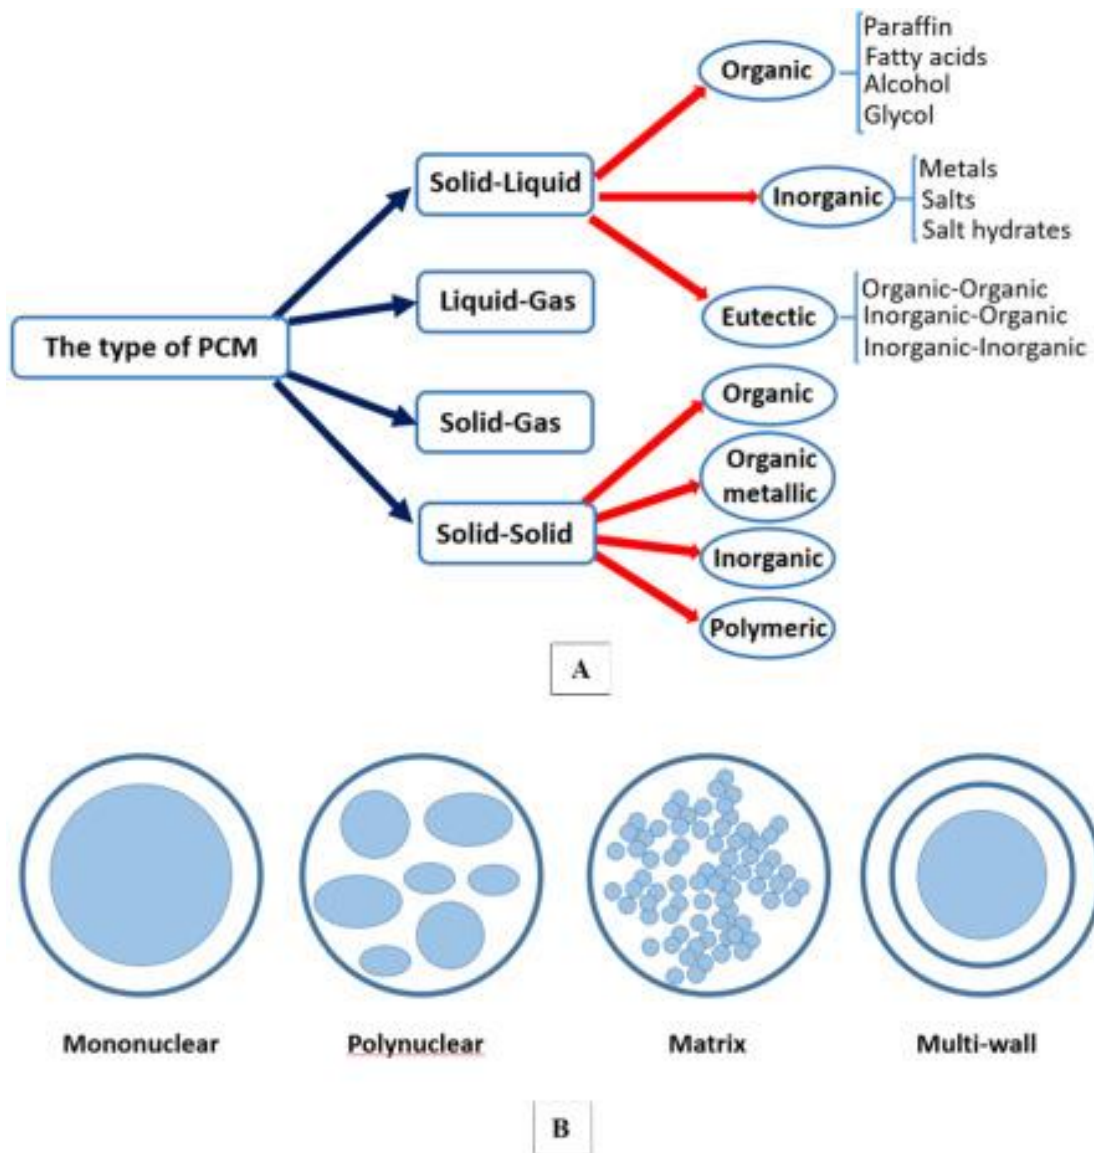 The type of PCM
Solid-Liquid
Liquid-Gas
Solid-Gas
Solid-Solid
Organic
Paraffin
Fatty acids
Alcohol
Glycol
Inorganic
Metals
Salts
Salt hydrates
Eutectic
Organic-Organic
Inorganic-Organic
Inorganic-Inorganic
Organic
Organic
metallic
Inorganic
Polymeric
A
Mononuclear
Polynuclear
Matrix
Multi-wall
B